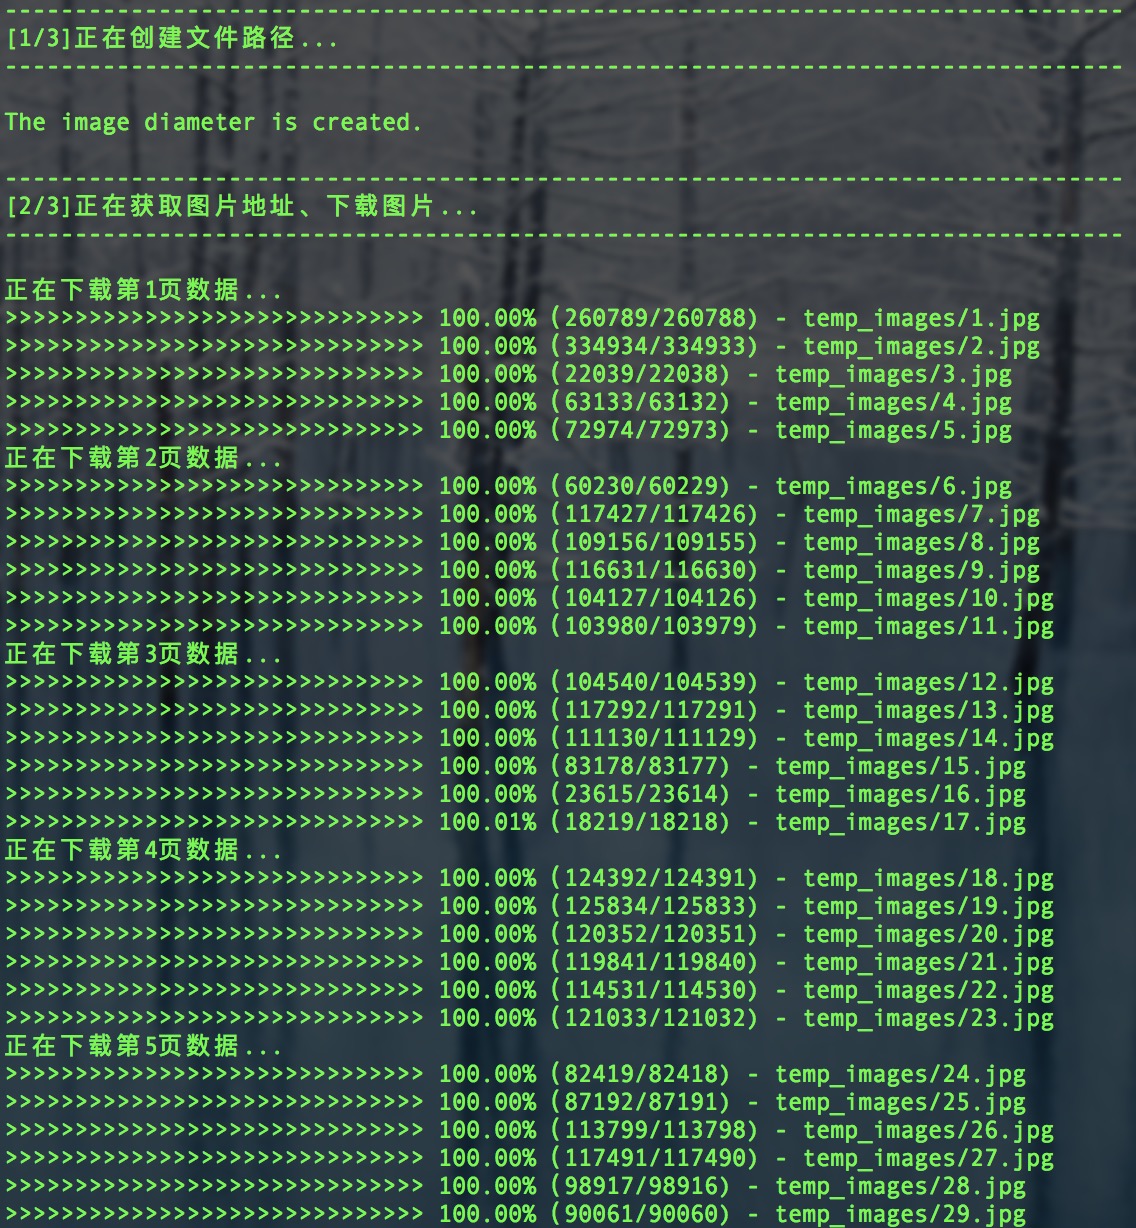 --------------------------------------------------------------------------------
[1/3]正在创建文件路径...
--------------------------------------------------------------------------------
The image diameter is created.
--------------------------------------------------------------------------------
[2/3]正在获取图片地址、下载图片...
--------------------------------------------------------------------------------
正在下载第1页数据...
>>>>>>>>>>>>>>>>>>>>>>>>>>>>>> 100.00% (260789/260788) - temp_images/1.jpg
>>>>>>>>>>>>>>>>>>>>>>>>>>>>>> 100.00% (334934/334933) - temp_images/2.jpg
>>>>>>>>>>>>>>>>>>>>>>>>>>>>>> 100.00% (22039/22038) - temp_images/3.jpg
>>>>>>>>>>>>>>>>>>>>>>>>>>>>>> 100.00% (63133/63132) - temp_images/4.jpg
>>>>>>>>>>>>>>>>>>>>>>>>>>>>>> 100.00% (72974/72973) - temp_images/5.jpg
正在下载第2页数据...
>>>>>>>>>>>>>>>>>>>>>>>>>>>>>> 100.00% (60230/60229) - temp_images/6.jpg
>>>>>>>>>>>>>>>>>>>>>>>>>>>>>> 100.00% (117427/117426) - temp_images/7.jpg
>>>>>>>>>>>>>>>>>>>>>>>>>>>>>> 100.00% (109156/109155) - temp_images/8.jpg
>>>>>>>>>>>>>>>>>>>>>>>>>>>>>> 100.00% (116631/116630) - temp_images/9.jpg
>>>>>>>>>>>>>>>>>>>>>>>>>>>>>> 100.00% (104127/104126) - temp_images/10.jpg
>>>>>>>>>>>>>>>>>>>>>>>>>>>>>> 100.00% (103980/103979) - temp_images/11.jpg
正在下载第3页数据...
>>>>>>>>>>>>>>>>>>>>>>>>>>>>>> 100.00% (104540/104539) - temp_images/12.jpg
>>>>>>>>>>>>>>>>>>>>>>>>>>>>>> 100.00% (117292/117291) - temp_images/13.jpg
>>>>>>>>>>>>>>>>>>>>>>>>>>>>>> 100.00% (111130/111129) - temp_images/14.jpg
>>>>>>>>>>>>>>>>>>>>>>>>>>>>>> 100.00% (83178/83177) - temp_images/15.jpg
>>>>>>>>>>>>>>>>>>>>>>>>>>>>>> 100.00% (23615/23614) - temp_images/16.jpg
>>>>>>>>>>>>>>>>>>>>>>>>>>>>>> 100.01% (18219/18218) - temp_images/17.jpg
正在下载第4页数据...
>>>>>>>>>>>>>>>>>>>>>>>>>>>>>> 100.00% (124392/124391) - temp_images/18.jpg
>>>>>>>>>>>>>>>>>>>>>>>>>>>>>> 100.00% (125834/125833) - temp_images/19.jpg
>>>>>>>>>>>>>>>>>>>>>>>>>>>>>> 100.00% (120352/120351) - temp_images/20.jpg
>>>>>>>>>>>>>>>>>>>>>>>>>>>>>> 100.00% (119841/119840) - temp_images/21.jpg
>>>>>>>>>>>>>>>>>>>>>>>>>>>>>> 100.00% (114531/114530) - temp_images/22.jpg
>>>>>>>>>>>>>>>>>>>>>>>>>>>>>> 100.00% (121033/121032) - temp_images/23.jpg
正在下载第5页数据...
>>>>>>>>>>>>>>>>>>>>>>>>>>>>>> 100.00% (82419/82418) - temp_images/24.jpg
>>>>>>>>>>>>>>>>>>>>>>>>>>>>>> 100.00% (87192/87191) - temp_images/25.jpg
>>>>>>>>>>>>>>>>>>>>>>>>>>>>>> 100.00% (113799/113798) - temp_images/26.jpg
>>>>>>>>>>>>>>>>>>>>>>>>>>>>>> 100.00% (117491/117490) - temp_images/27.jpg
>>>>>>>>>>>>>>>>>>>>>>>>>>>>>> 100.00% (98917/98916) - temp_images/28.jpg
>>>>>>>>>>>>>>>>>>>>>>>>>>>>>> 100.00% (90061/90060) - temp_images/29.jpg